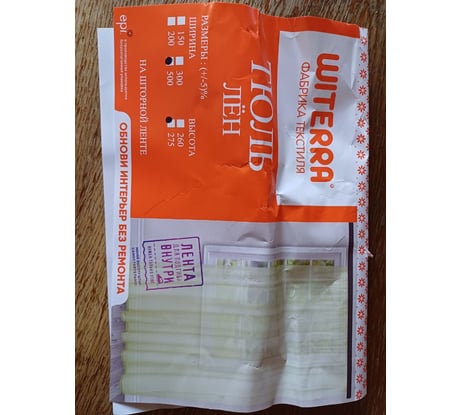 WITERRA®
ФАБРИКА ТЕКСТИЛЯ
ТЮЛЬ
ЛЁН
РАЗМЕРЫ : (+/-5)%
ШИРИНА
150
200
300
500
ВЫСОТА
260
275
НА ШТОРНОЙ ЛЕНТЕ
epf
ОБНОВИ ИНТЕРЬЕР БЕЗ РЕМОНТА
ЛЕНТА
ВНУТРИ